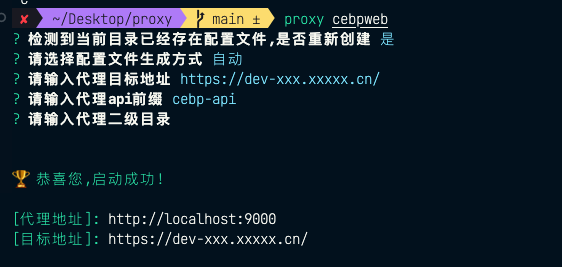 ✘ ~/Desktop/proxy main ± proxy cebpweb
? 检测到当前目录已经存在配置文件,是否重新创建 是
? 请选择配置文件生成方式 自动
? 请输入代理目标地址 https://dev-xxx.xxxxx.cn/
? 请输入代理api前缀 cebp-api
? 请输入代理二级目录
🏆 恭喜您,启动成功!
[代理地址]: http://localhost:9000
[目标地址]: https://dev-xxx.xxxxx.cn/